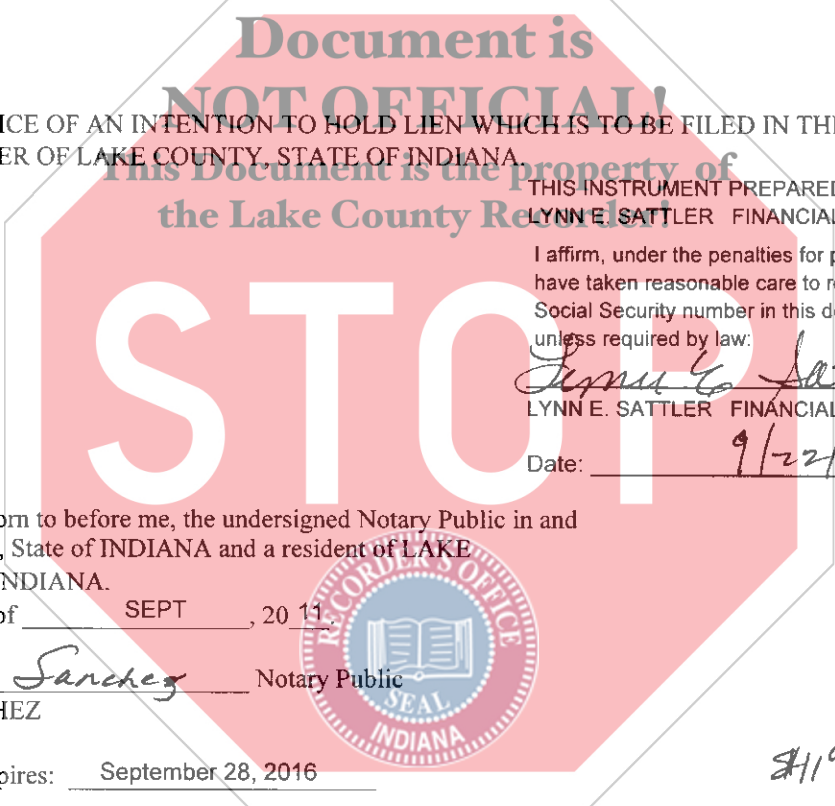 Document is
NOT OFFICIAL!
ICE OF AN INTENTION TO HOLD LIEN WHICH IS TO BE FILED IN THE
ER OF LAKE COUNTY, STATE OF INDIANA.
This Document is the property of
the Lake County Recorder!
THIS INSTRUMENT PREPARED
LYNN E. SATTLER FINANCIAL
I affirm, under the penalties for p
have taken reasonable care to r
Social Security number in this d
unless required by law:
LYNN E. SATTLER FINANCIAL
Date: 9/22/
STOP
orn to before me, the undersigned Notary Public in and
, State of INDIANA and a resident of LAKE
NDIANA.
of SEPT , 20 11.
Sanchez Notary Public
HEZ
pires: September 28, 2016
RECORDER'S OFFICE
SEAL
INDIANA